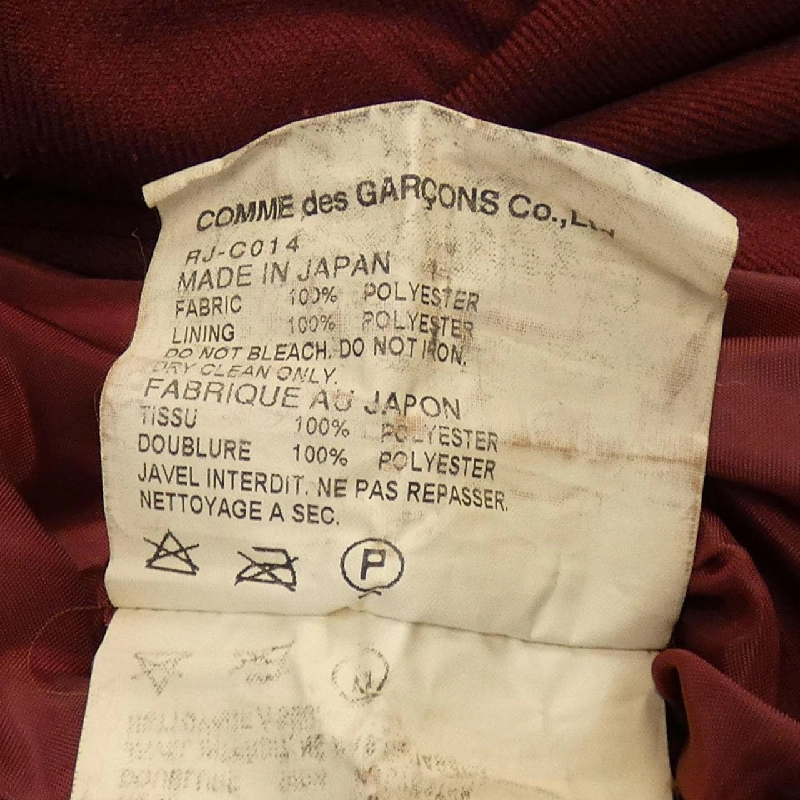 COMME des GARÇONS Co.,Ltd.
RJ-C014
MADE IN JAPAN
FABRIC 100% POLYESTER
LINING 100% POLYESTER
DO NOT BLEACH. DO NOT IRON.
DRY CLEAN ONLY.
FABRIQUE AU JAPON
TISSU 100% POLYESTER
DOUBLURE 100% POLYESTER
JAVEL INTERDIT. NE PAS REPASSER.
NETTOYAGE A SEC.
P